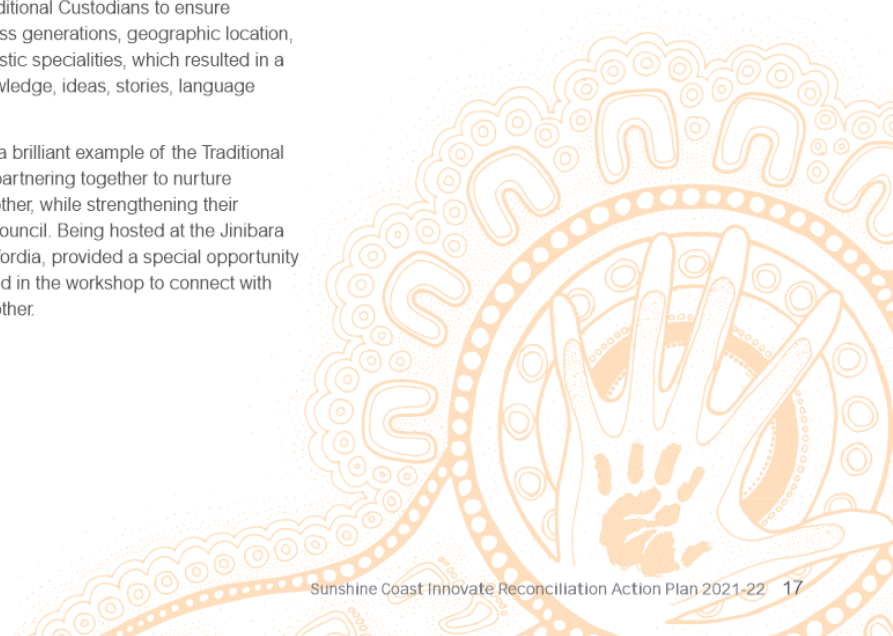 ditional Custodians to ensure
ss generations, geographic location,
stic specialities, which resulted in a
wledge, ideas, stories, language
a brilliant example of the Traditional
partnering together to nurture
other, while strengthening their
ouncil. Being hosted at the Jinibara
fordia, provided a special opportunity
d in the workshop to connect with
other.
Sunshine Coast Innovate Reconciliation Action Plan 2021-22 17